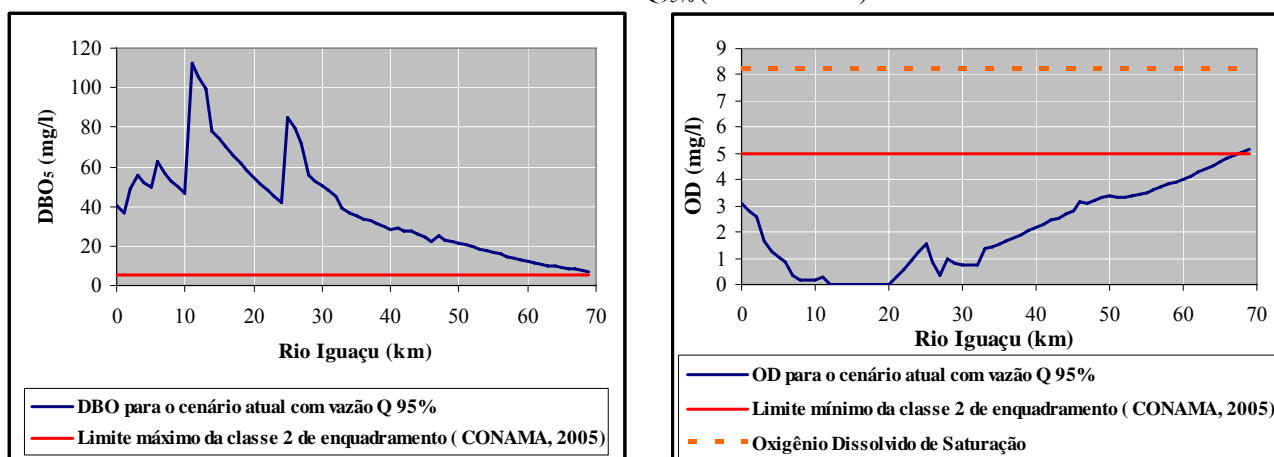 120
100
80
60
40
20
0
DBO₅ (mg/l)
0 10 20 30 40 50 60 70
Rio Iguaçu (km)
DBO para o cenário atual com vazão Q 95%
Limite máximo da classe 2 de enquadramento ( CONAMA, 2005)
9
8
7
6
5
4
3
2
1
0
OD (mg/l)
0 10 20 30 40 50 60 70
Rio Iguaçu (km)
OD para o cenário atual com vazão Q 95%
Limite mínimo da classe 2 de enquadramento ( CONAMA, 2005)
Oxigênio Dissolvido de Saturação